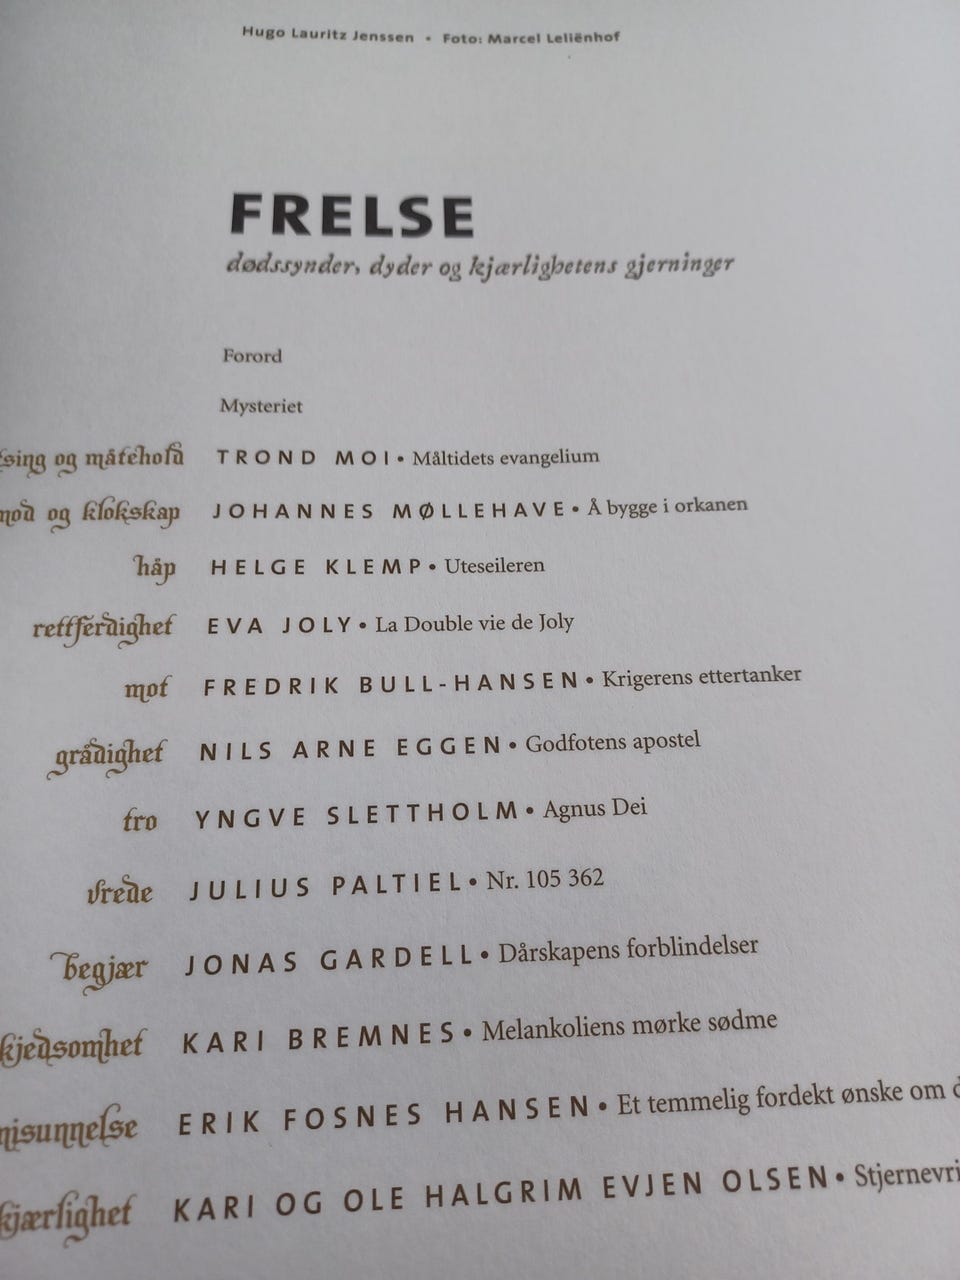 Hugo Lauritz Jenssen • Foto: Marcel Leliënhof
FRELSE
dødssynder, dyder og kjærlighetens gjerninger
Forord
Mysteriet
og måtehold TROND MOI • Måltidets evangelium
og klokskap JOHANNES MØLLEHAVE • Å bygge i orkanen
håp HELGE KLEMP • Uteseileren
rettferdighet EVA JOLY • La Double vie de Joly
mot FREDRIK BULL-HANSEN • Krigerens ettertanker
grådighet NILS ARNE EGGEN • Godfotens apostel
tro YNGVE SLETTHOLM • Agnus Dei
vrede JULIUS PALTIEL • Nr. 105 362
begjær JONAS GARDELL • Dårskapens forblindelser
kjedsomhet KARI BREMNES • Melankoliens mørke sødme
misunnelse ERIK FOSNES HANSEN • Et temmelig fordekt ønske om
kjærlighet KARI OG OLE HALGRIM EVJEN OLSEN •